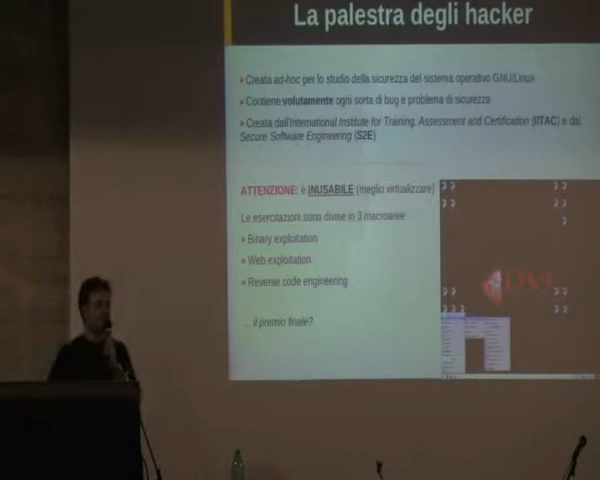 La palestra degli hacker
Creata ad-hoc per lo studio della sicurezza del sistema operativo GNU/Linux
Contiene volutamente ogni sorta di bug e problema di sicurezza
Creata dall'International Institute for Training, Assessment and Certification (IITAC) e dal
Secure Software Engineering (S2E)
ATTENZIONE: è INUSABILE (meglio virtualizzare)
Le esercitazioni sono divise in 3 macroaree
Binary exploitation
Web exploitation
Reverse code engineering
... il premio finale?